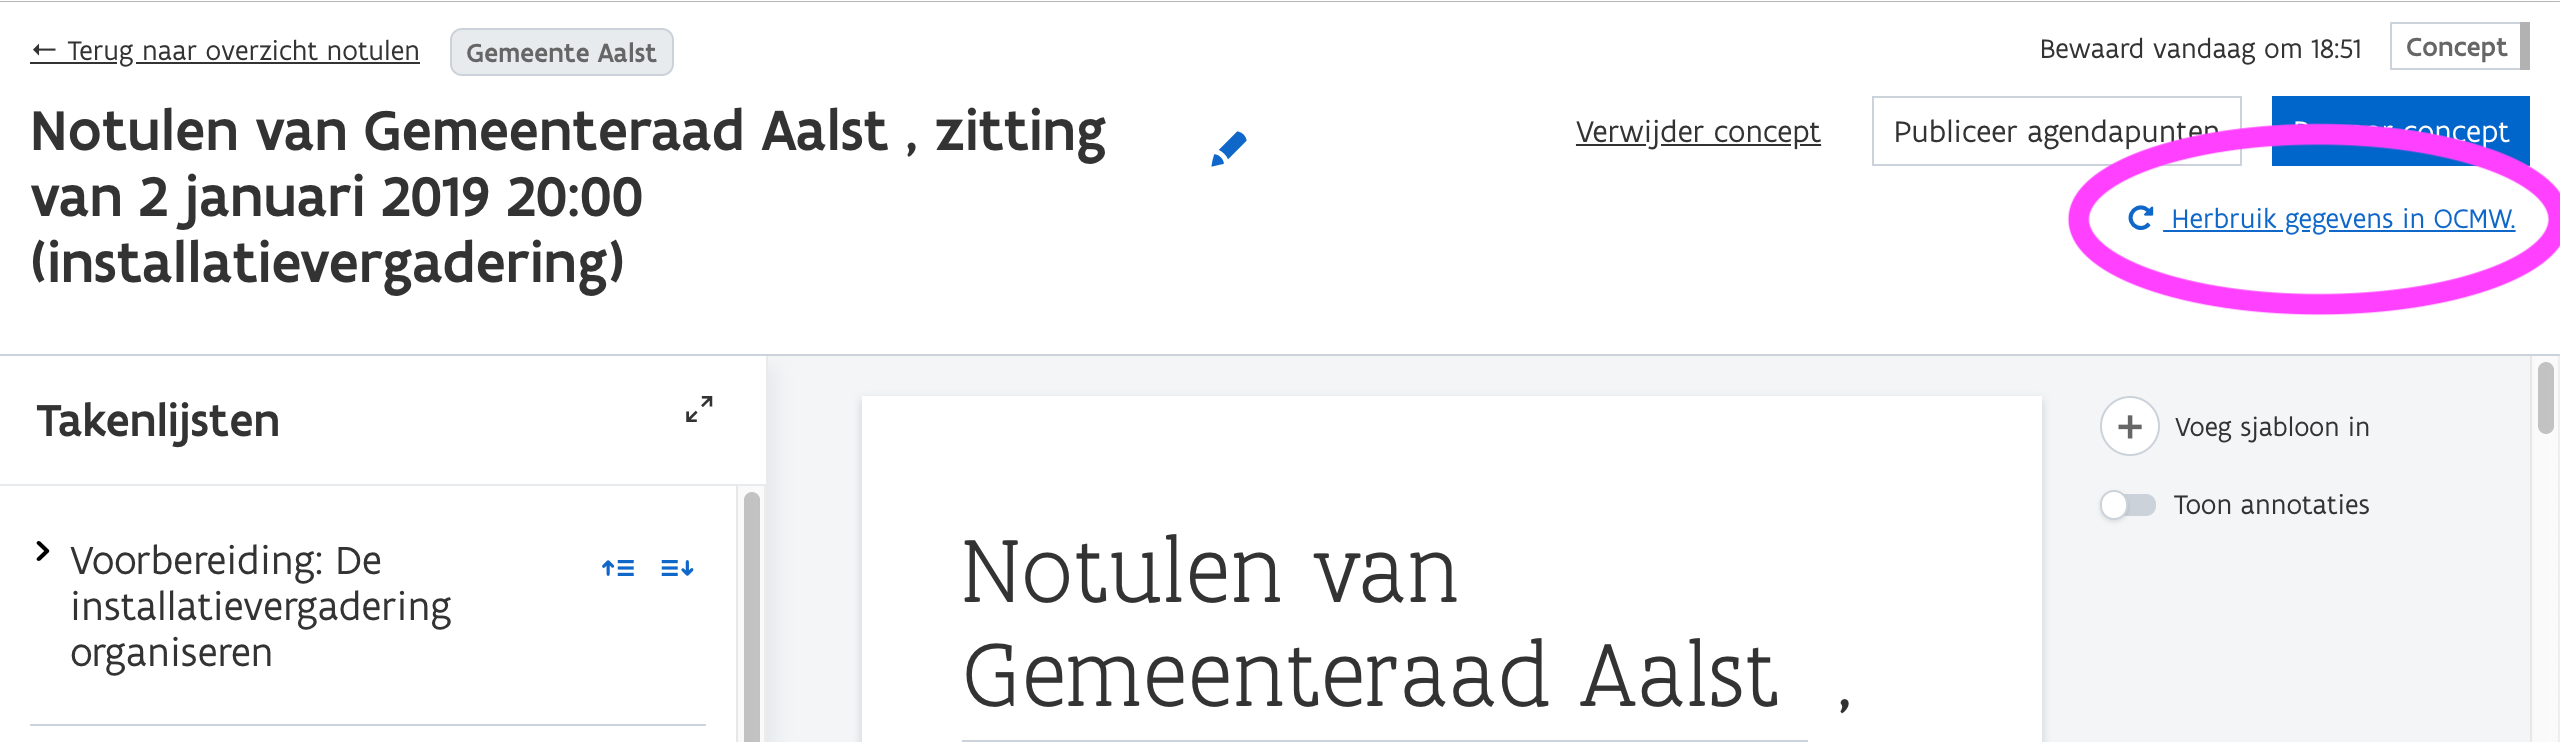 ← Terug naar overzicht notulen
Gemeente Aalst
Bewaard vandaag om 18:51
Concept
Notulen van Gemeenteraad Aalst , zitting
van 2 januari 2019 20:00
(installatievergadering)
Verwijder concept
Publiceer agendapunten
concept
Herbruik gegevens in OCMW.
Takenlijsten
Voorbereiding: De
installatievergadering
organiseren
Notulen van
Gemeenteraad Aalst ,
Voeg sjabloon in
Toon annotaties